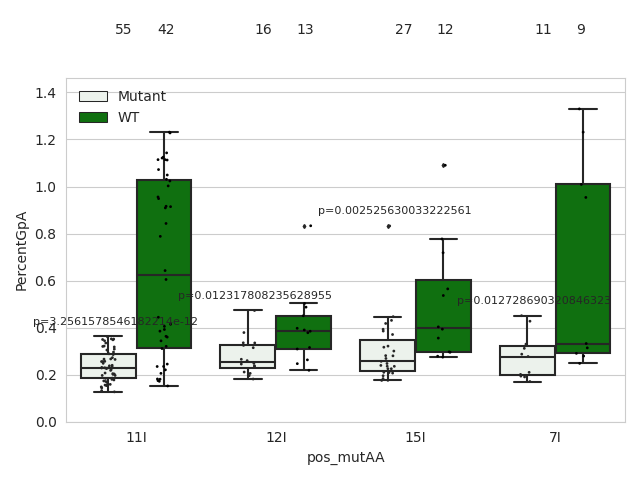 55 42 16 13 27 12 11 9
1.4
Mutant
WT
1.2
1.0
p=0.002525630033222561
0.8
0.6
p=0.012317808235628955
p=0.012728690320846323
p=3.2561578546182214e-12
0.4
0.2
0.0
PercentGpA
11I 12I 15I 7I
pos_mutAA